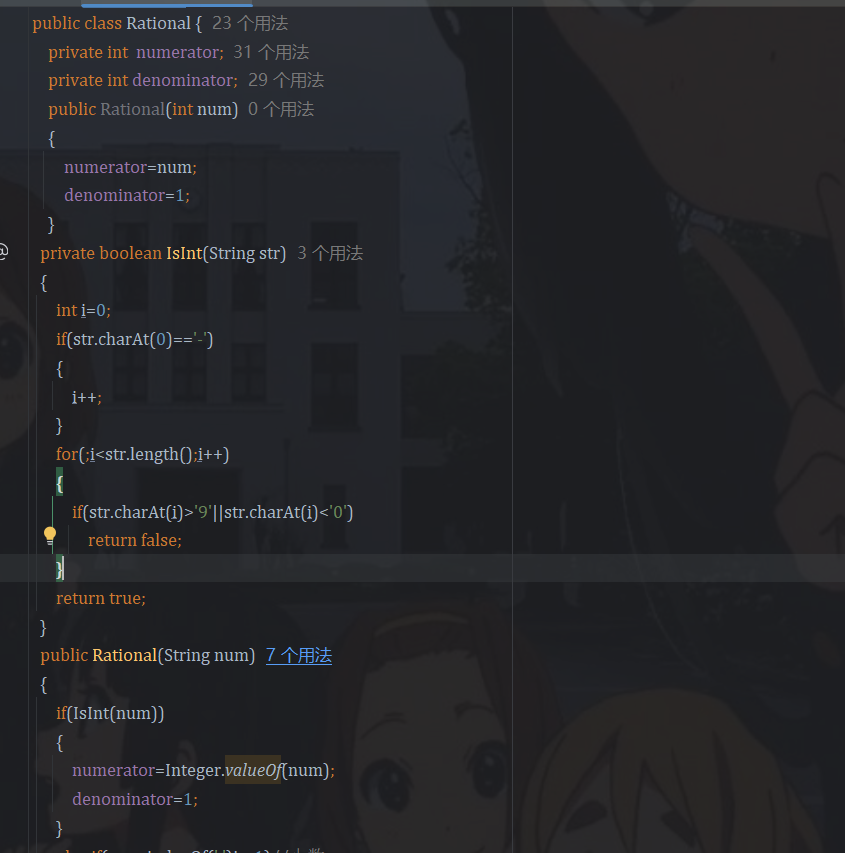 public class Rational {  23 个用法
private int  numerator;  31 个用法
private int denominator;  29 个用法
public Rational(int num)  0 个用法
{
numerator=num;
denominator=1;
}
private boolean IsInt(String str)  3 个用法
{
int i=0;
if(str.charAt(0)=='-')
{
i++;
}
for(;i<str.length();i++)
{
if(str.charAt(i)>'9'||str.charAt(i)<'0')
return false;
}
return true;
}
public Rational(String num)  7 个用法
{
if(IsInt(num))
{
numerator=Integer.valueOf(num);
denominator=1;
}